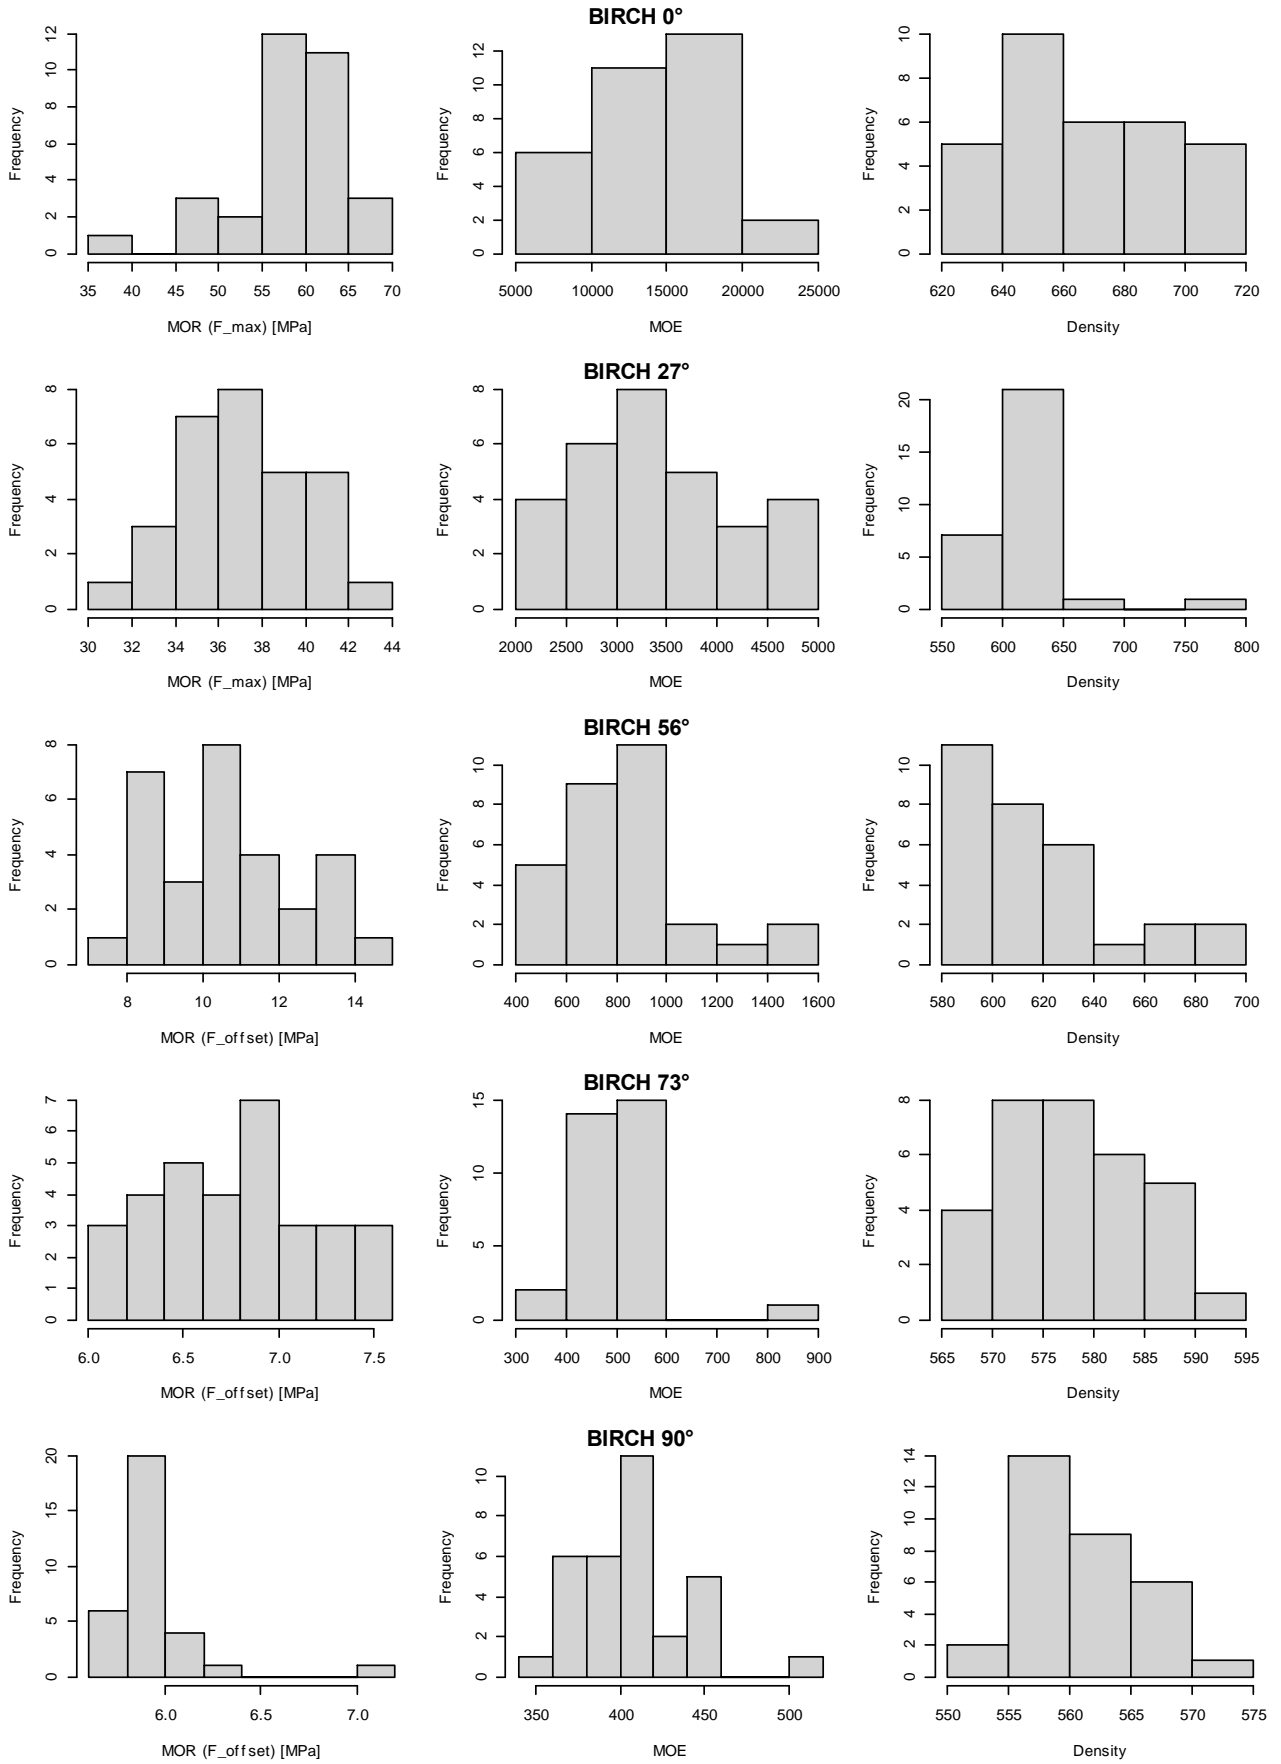 BIRCH 0°
Frequency
0 2 4 6 8 10 12
35 40 45 50 55 60 65 70
MOR (F_max) [MPa]
Frequency
0 2 4 6 8 10 12
5000 10000 15000 20000 25000
MOE
Frequency
0 2 4 6 8 10
620 640 660 680 700 720
Density
BIRCH 27°
Frequency
0 2 4 6 8
30 32 34 36 38 40 42 44
MOR (F_max) [MPa]
Frequency
0 2 4 6 8
2000 2500 3000 3500 4000 4500 5000
MOE
Frequency
0 5 10 15 20
550 600 650 700 750 800
Density
BIRCH 56°
Frequency
0 2 4 6 8
8 10 12 14
MOR (F_offset) [MPa]
Frequency
0 2 4 6 8 10
400 600 800 1000 1200 1400 1600
MOE
Frequency
0 2 4 6 8 10
580 600 620 640 660 680 700
Density
BIRCH 73°
Frequency
0 1 2 3 4 5 6 7
6.0 6.5 7.0 7.5
MOR (F_offset) [MPa]
Frequency
0 5 10 15
300 400 500 600 700 800 900
MOE
Frequency
0 2 4 6 8
565 570 575 580 585 590 595
Density
BIRCH 90°
Frequency
0 5 10 15 20
6.0 6.5 7.0
MOR (F_offset) [MPa]
Frequency
0 2 4 6 8 10
350 400 450 500
MOE
Frequency
0 2 4 6 8 10 12 14
550 555 560 565 570 575
Density